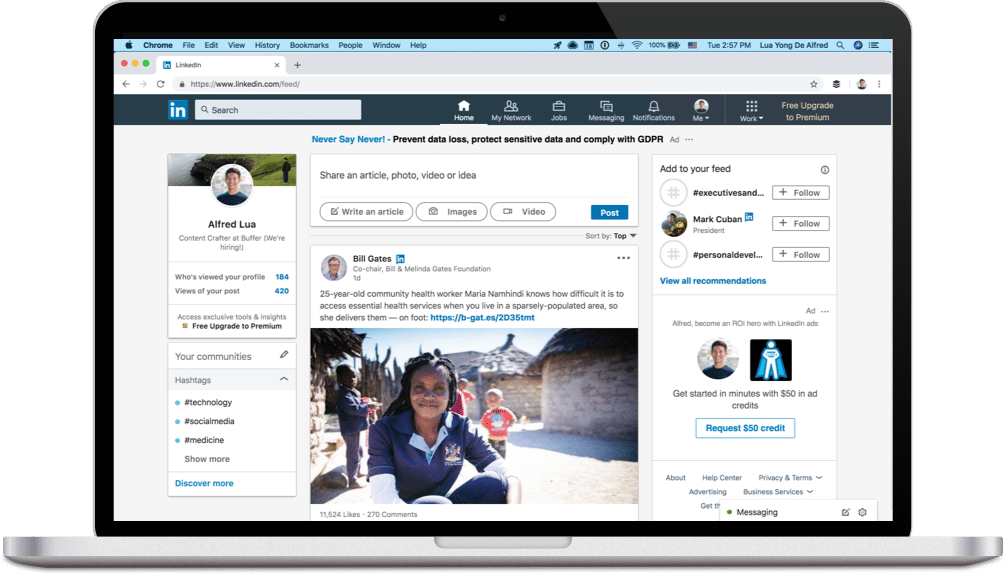 Chrome File Edit View History Bookmarks People Window Help 100% Tue 2:57 PM Lua Yong De Alfred
LinkedIn
https://www.linkedin.com/feed/
in Search Home My Network Jobs Messaging Notifications Me Work Free Upgrade
to Premium
Never Say Never! - Prevent data loss, protect sensitive data and comply with GDPR Ad
Alfred Lua
Content Crafter at Buffer (We're
hiring!)
Who's viewed your profile 184
Views of your post 420
Access exclusive tools & insights
Free Upgrade to Premium
Your communities
Hashtags
#technology
#socialmedia
#medicine
Show more
Discover more
Share an article, photo, video or idea
Write an article Images Video Post
Sort by: Top
Bill Gates in
Co-chair, Bill & Melinda Gates Foundation
1d
25-year-old community health worker Maria Namhindi knows how difficult it is to
access essential health services when you live in a sparsely-populated area, so
she delivers them — on foot: https://b-gat.es/2D35tmt
11,524 Likes · 270 Comments
Add to your feed
#executivesand... + Follow
Mark Cuban in
President
+ Follow
#personaldevel... + Follow
View all recommendations
Ad
Alfred, become an ROI hero with LinkedIn ads
Get started in minutes with $50 in ad
credits
Request $50 credit
About Help Center Privacy & Terms
Advertising Business Services
Get th
Messaging